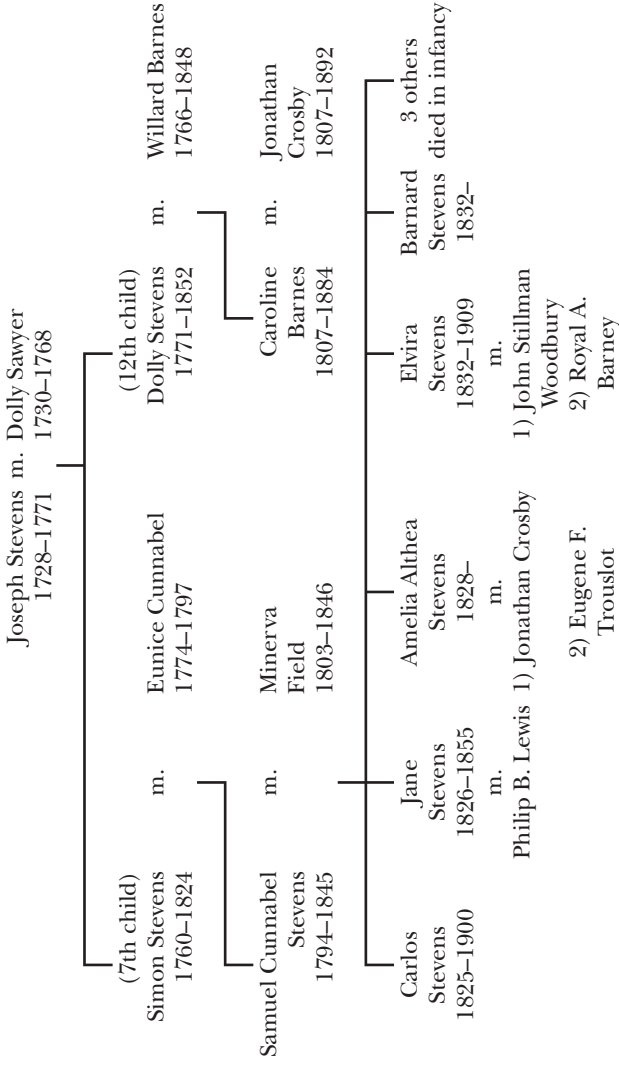 Joseph Stevens m. Dolly Sawyer
1728–1771 1730–1768
(7th child) (12th child)
Simon Stevens m. Eunice Cunnabel Dolly Stevens m. Willard Barnes
1760–1824 1774–1797 1771–1852 1766–1848
Samuel Cunnabel m. Minerva Caroline m. Jonathan
Stevens Field Barnes Crosby
1794–1845 1803–1846 1807–1884 1807–1892
Carlos Jane Amelia Althea Elvira Barnard 3 others
Stevens Stevens Stevens Stevens Stevens died in infancy
1825–1900 1826–1855 1828– 1832–1909 1832–
m. m. m.
Philip B. Lewis 1) Jonathan Crosby 1) John Stillman
Woodbury
2) Eugene F. 2) Royal A.
Trouslot Barney